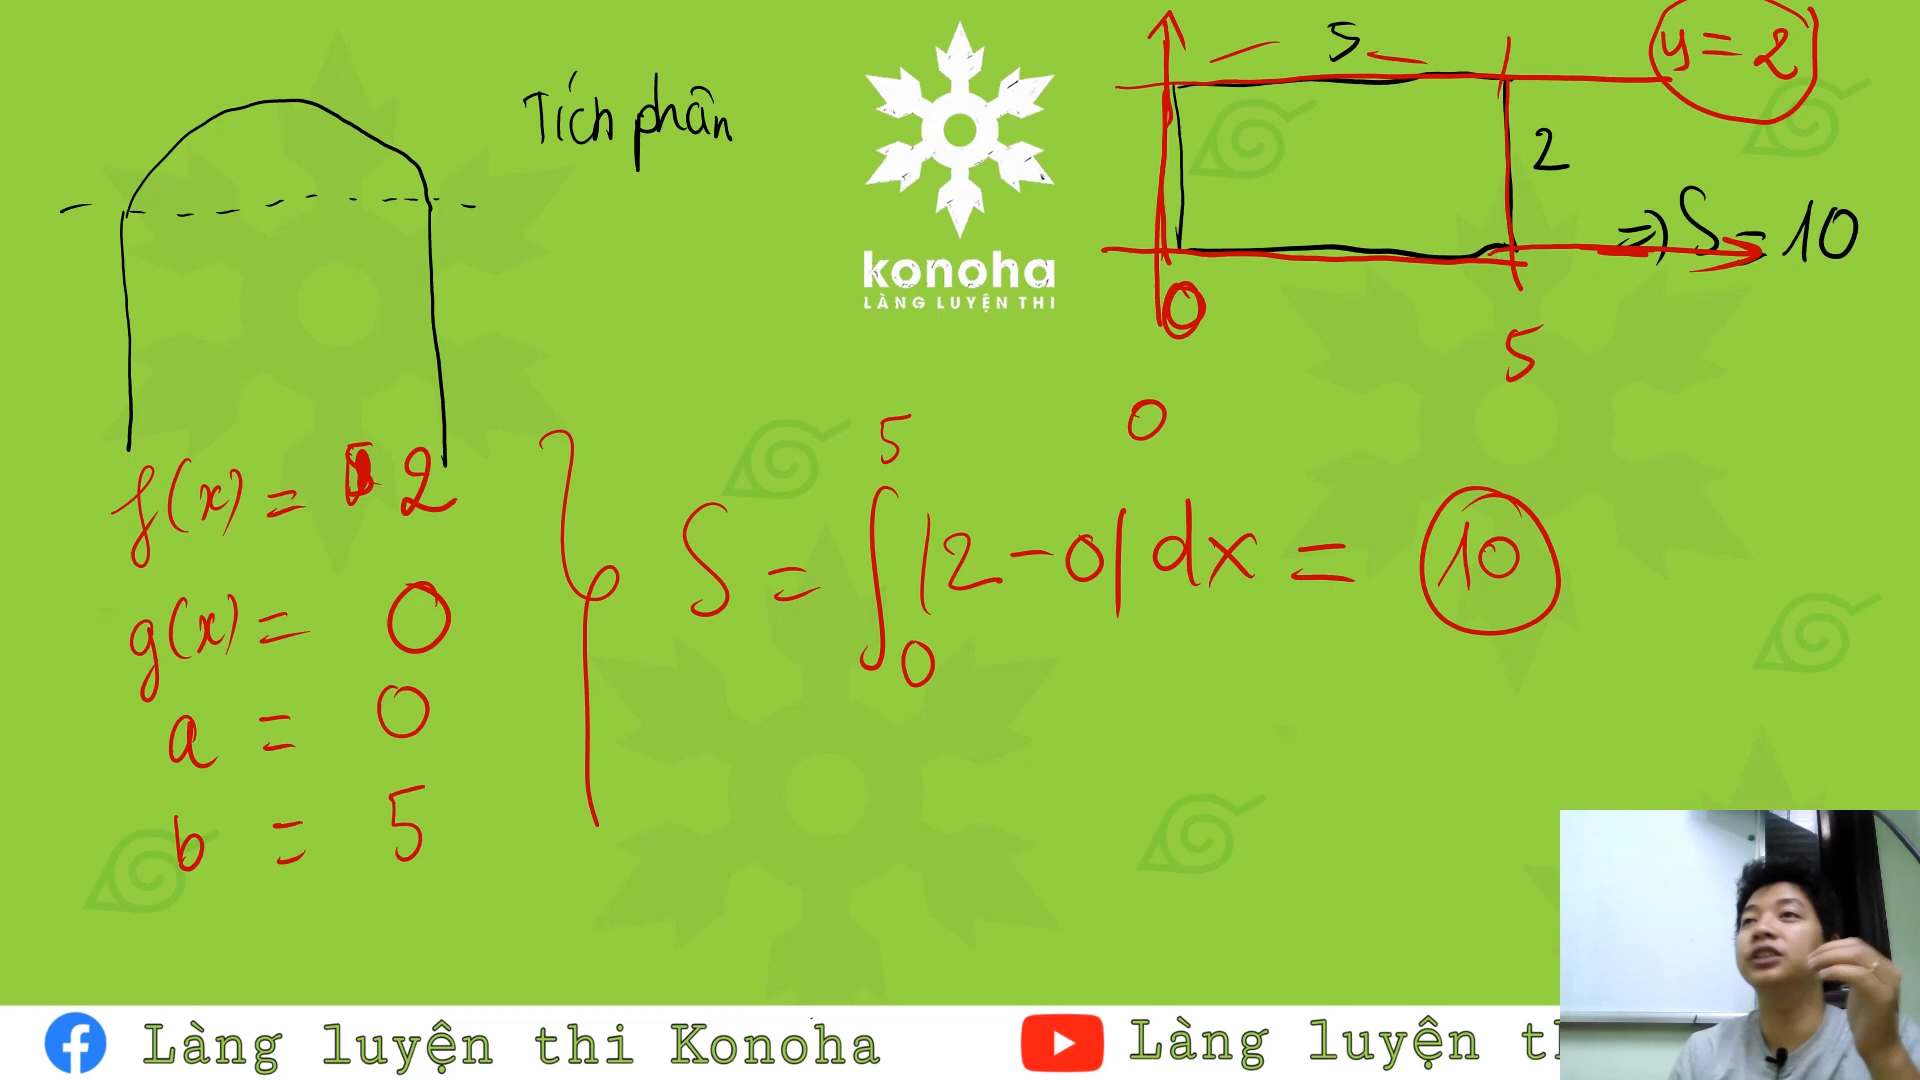 Tích phân
konoha
LÀNG LUYỆN THI
5
y = 2
2
=> S = 10
0
5
0
f(x) = 2
g(x) = 0
a = 0
b = 5
S = ∫₀⁵ |2 - 0| dx = 10
Làng luyện thi Konoha
Làng luyện th